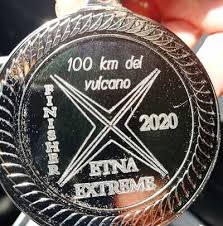 100 km del
vulcano
FINISHER
2020
ETNA
EXTREME